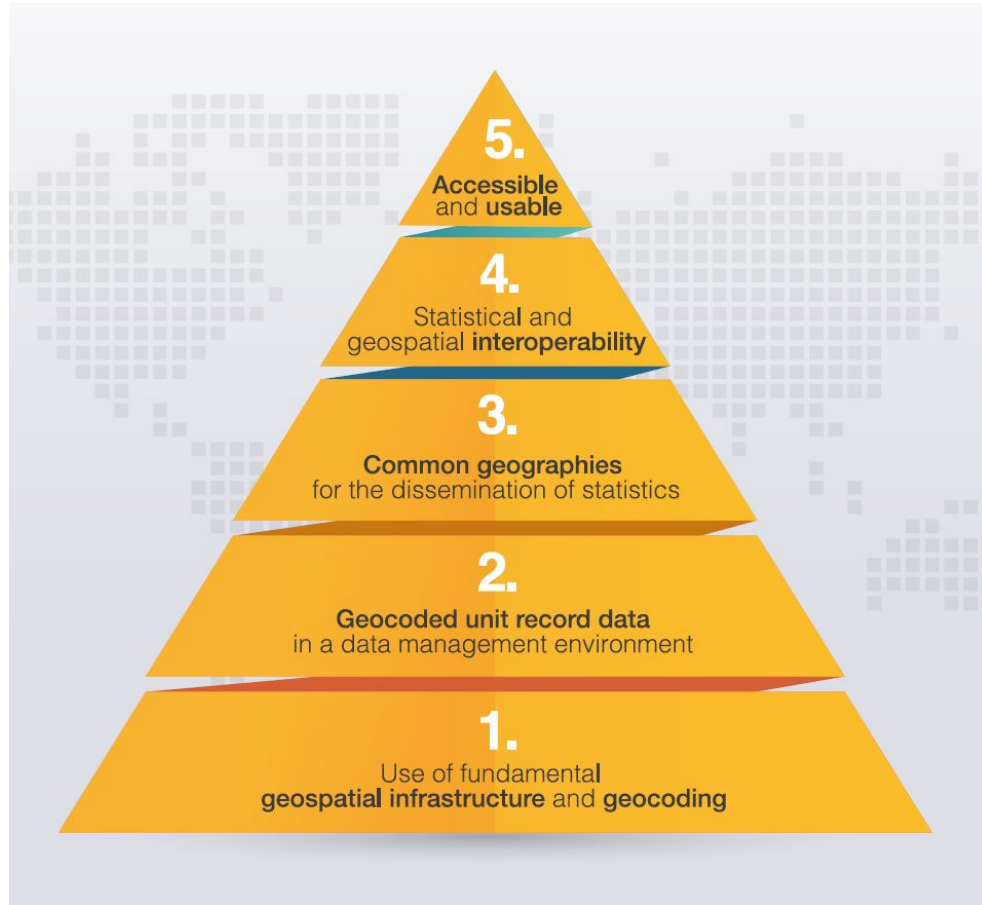 5.
Accessible
and usable
4.
Statistical and
geospatial interoperability
3.
Common geographies
for the dissemination of statistics
2.
Geocoded unit record data
in a data management environment
1.
Use of fundamental
geospatial infrastructure and geocoding